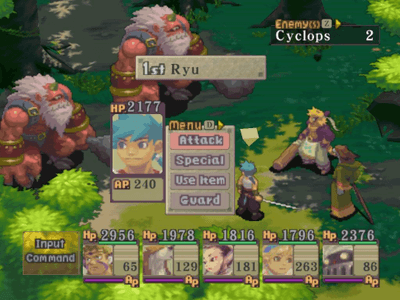 Enemy(s) Z
Cyclops 2
1st Ryu
HP 2177
AP. 240
Menu D
Attack
Special
Use Item
Guard
Input
Command
Hp 2956 Hp 1978 Hp 1816 Hp 1796 Hp 2376
65 129 181 263 86
Ap Ap Ap Ap Ap